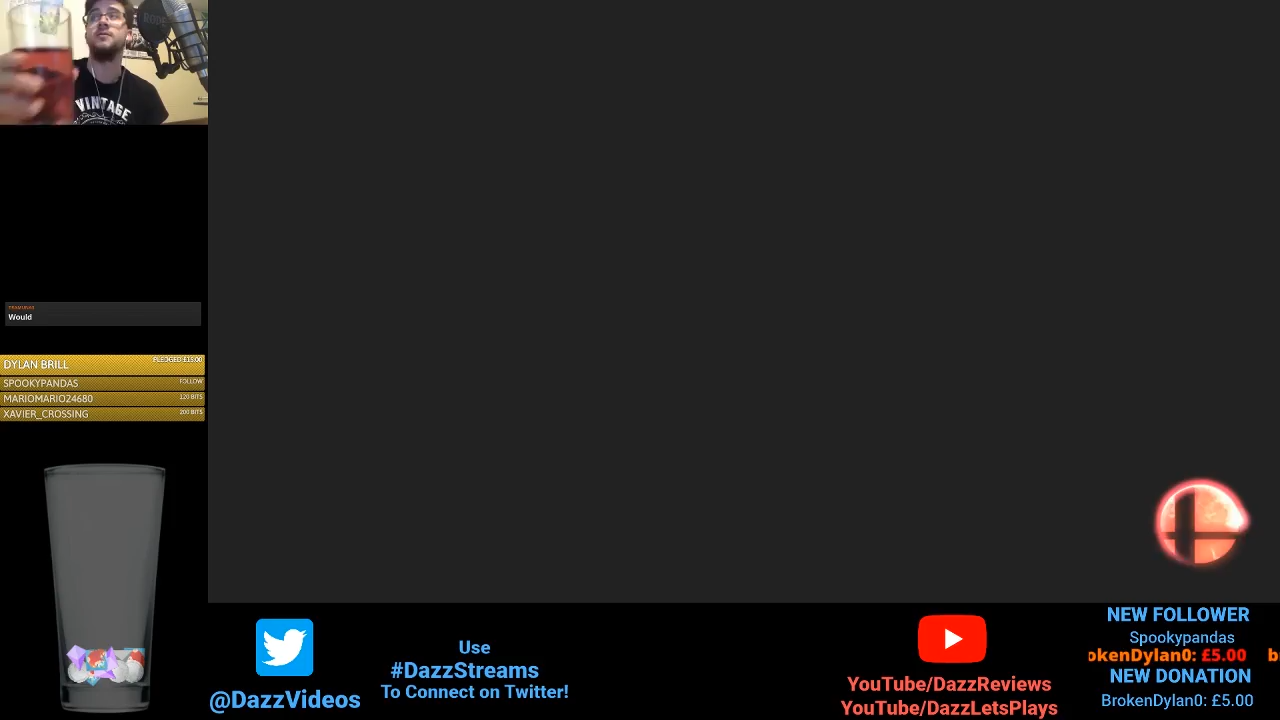 RODE
VINTAGE
Would
DYLAN BRILL
PLEDGED £15.00
SPOOKYPANDAS
FOLLOW
MARIOMARIO24680
120 BITS
XAVIER_CROSSING
200 BITS
@DazzVideos
Use
#DazzStreams
To Connect on Twitter!
YouTube/DazzReviews
YouTube/DazzLetsPlays
NEW FOLLOWER
Spookypandas
okenDylan0: £5.00 b
NEW DONATION
BrokenDylan0: £5.00